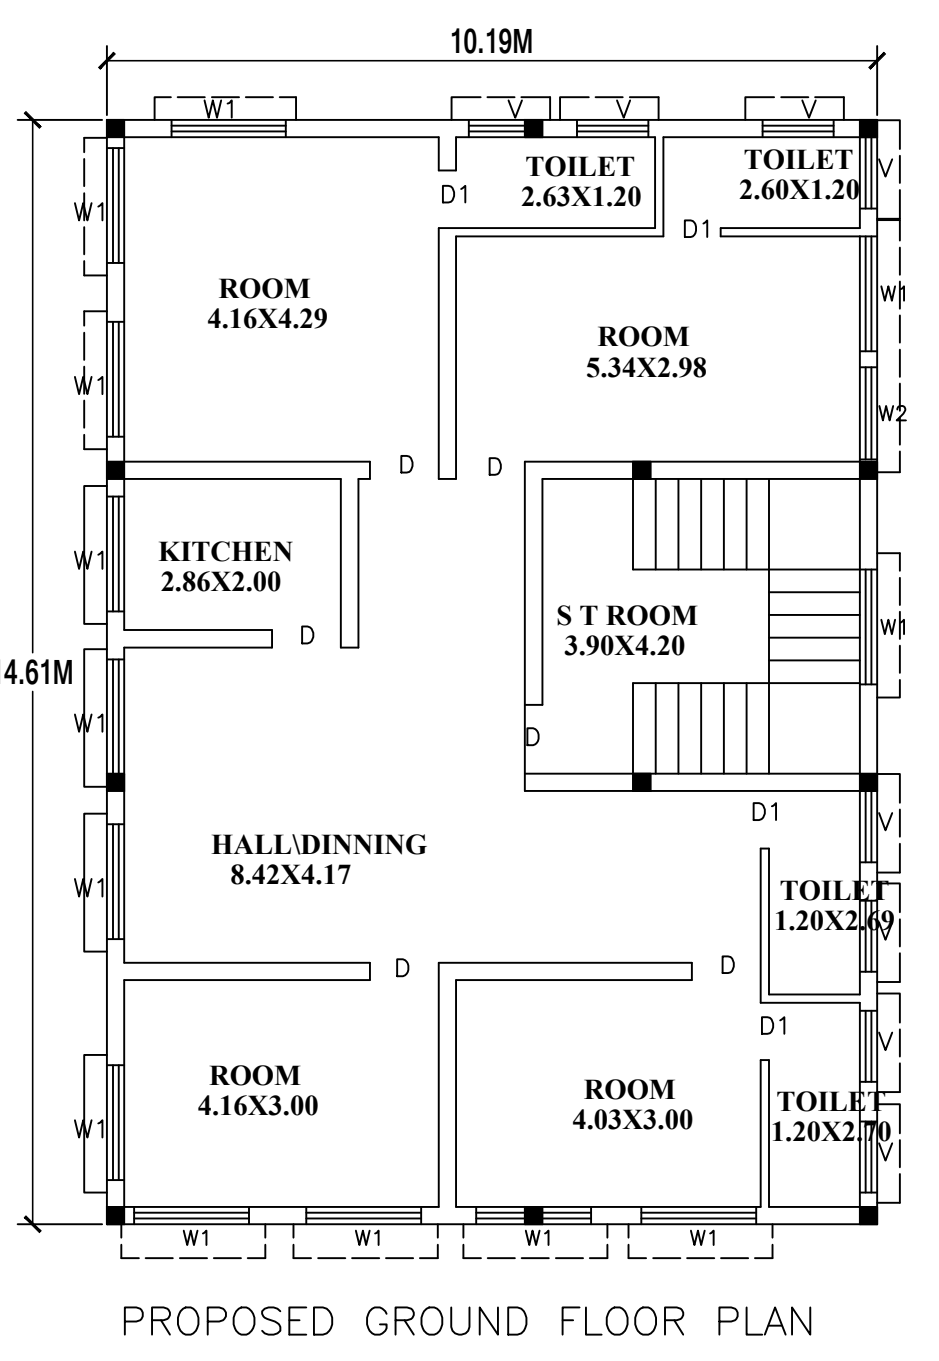 10.19M
W1 V V V
TOILET
2.63X1.20
TOILET
2.60X1.20
V
D1
W1
D1
ROOM
4.16X4.29
W1
ROOM
5.34X2.98
W1
W2
D D
KITCHEN
2.86X2.00
W1
S T ROOM
3.90X4.20
W1
D
4.61M
W1
D
D1
V
HALL\DINNING
8.42X4.17
W1
TOILET
1.20X2.69
V
D D
D1
V
ROOM
4.16X3.00
ROOM
4.03X3.00
TOILET
1.20X2.70
W1
V
W1 W1 W1 W1
PROPOSED GROUND FLOOR PLAN